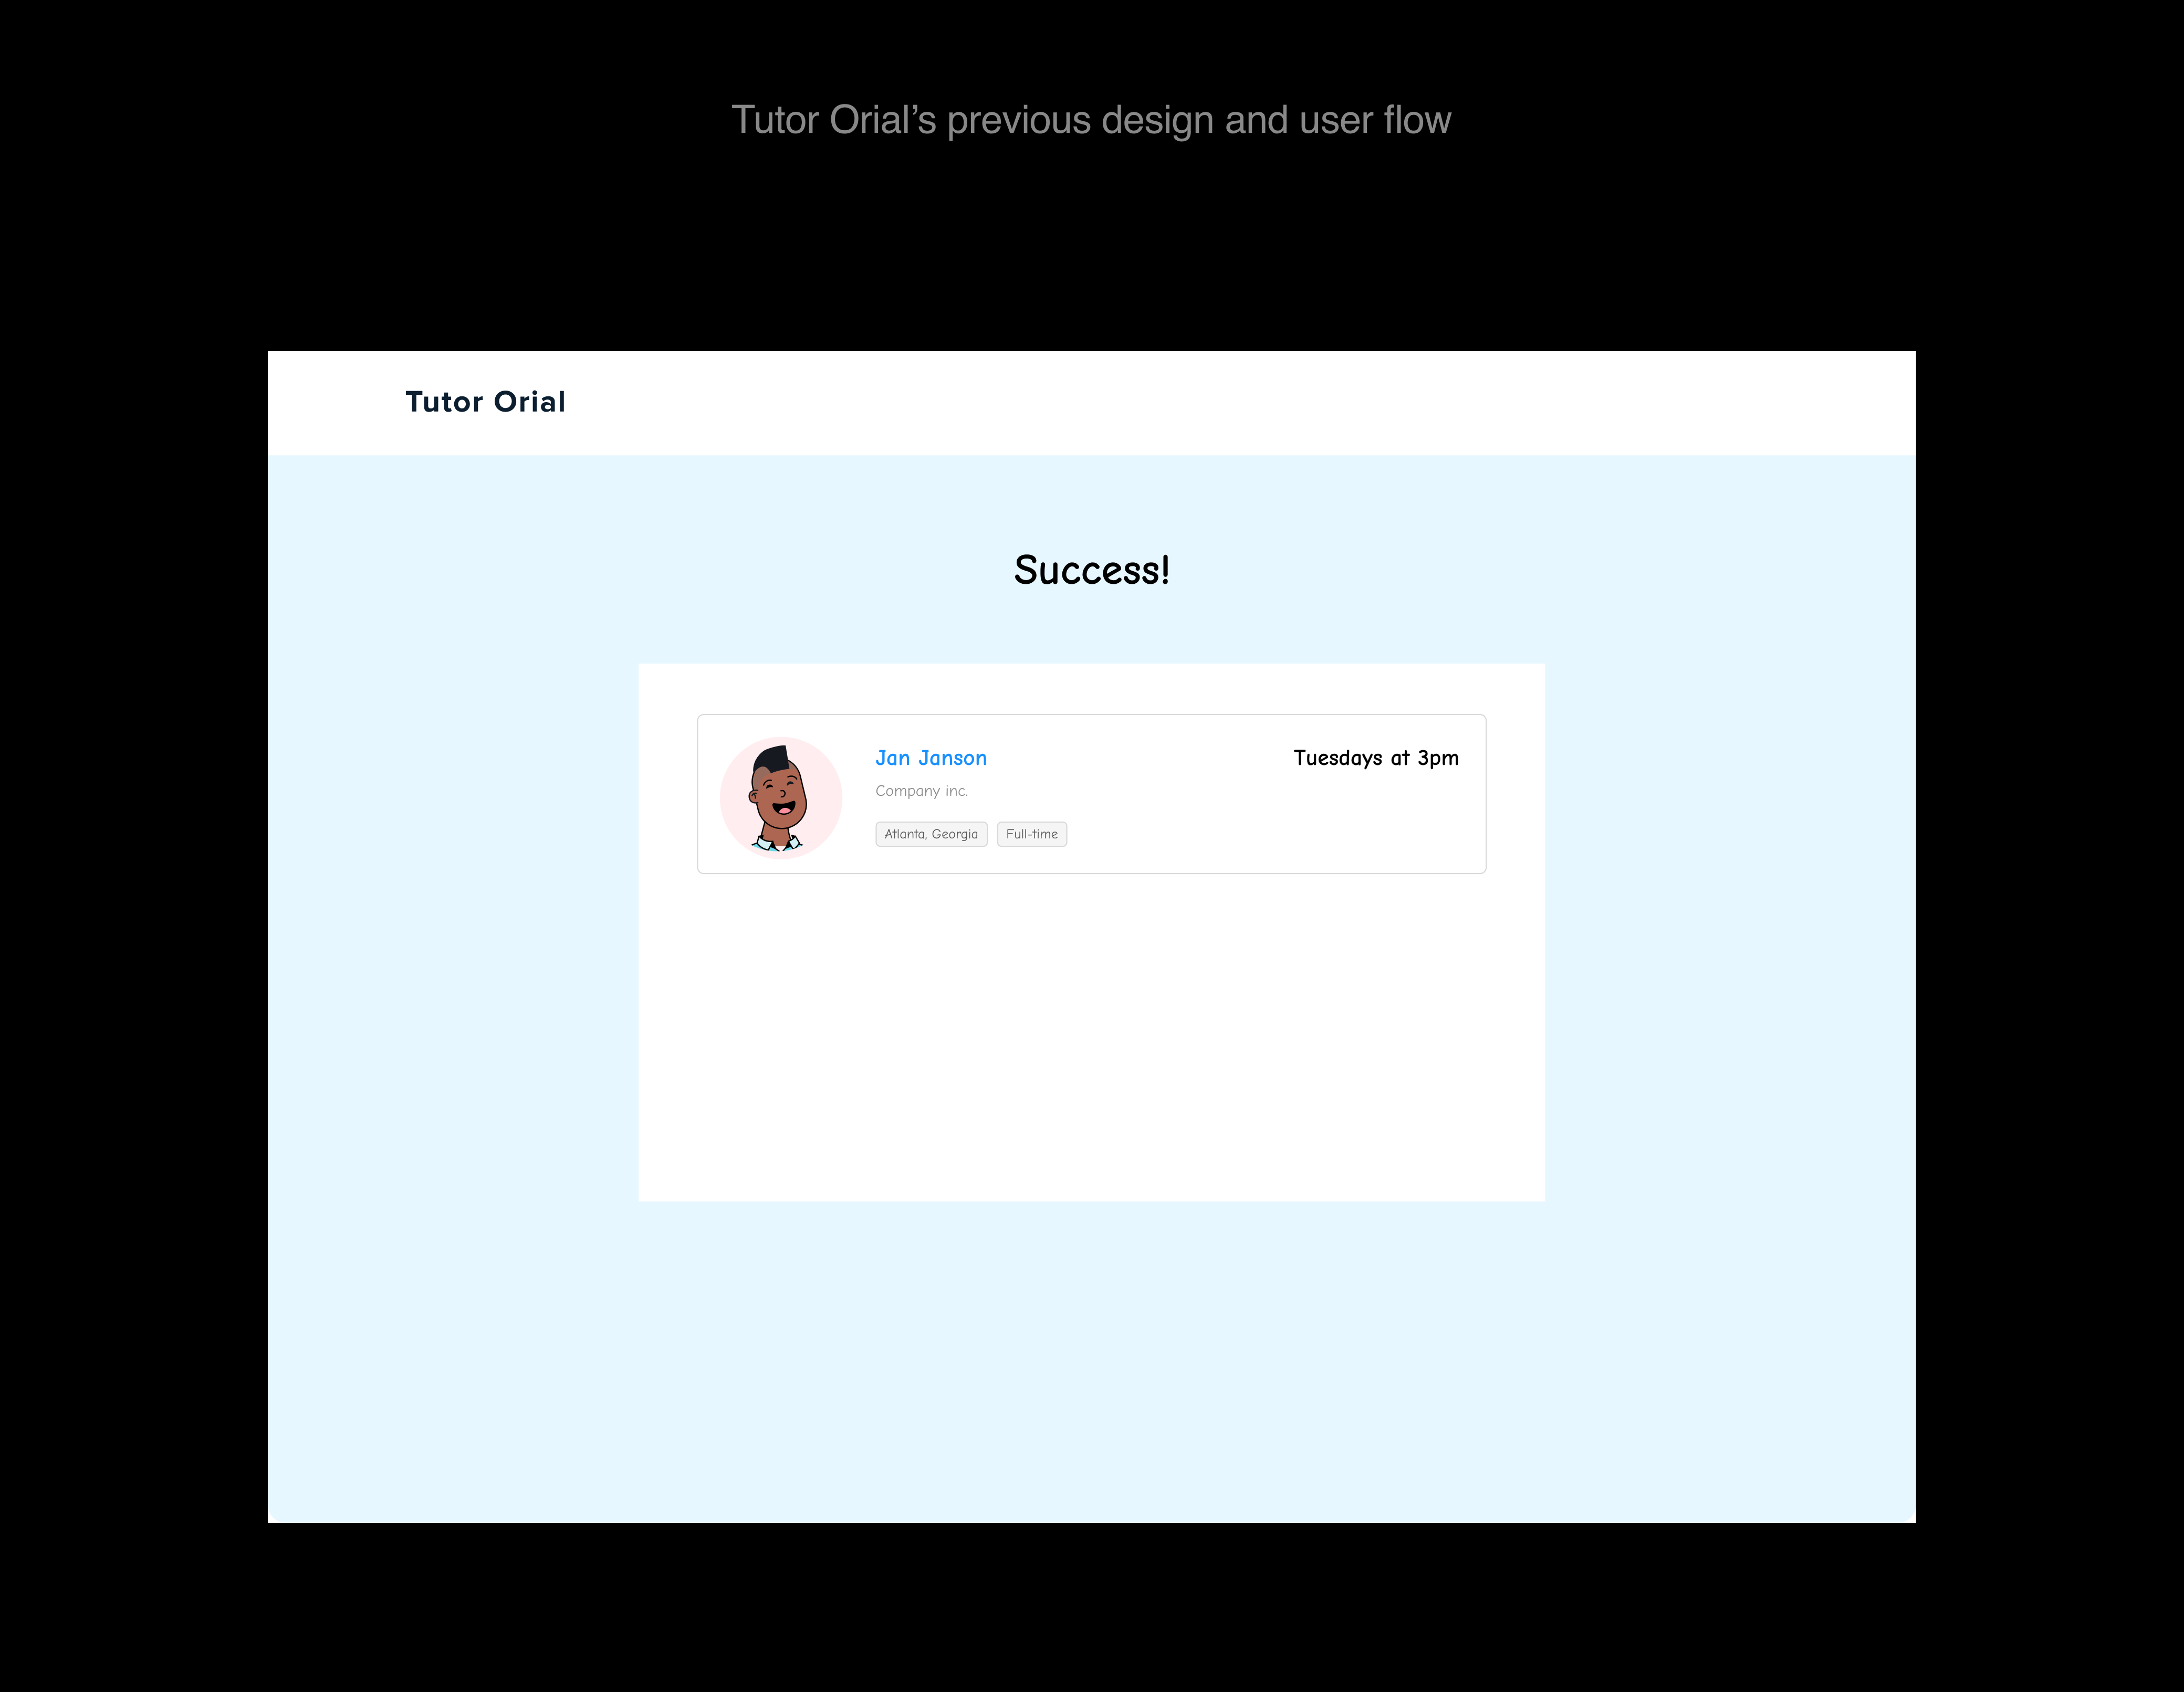 Tutor Orial’s previous design and user flow
Tutor Orial
Success!
Jan Janson
Tuesdays at 3pm
Company inc.
Atlanta, Georgia
Full-time